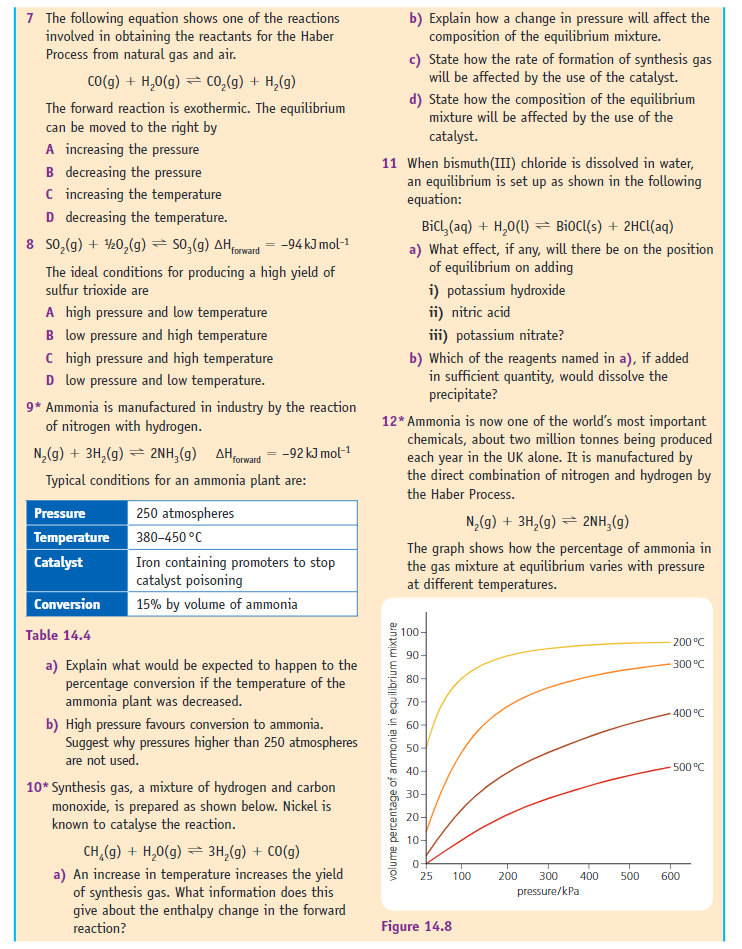 7 The following equation shows one of the reactions
involved in obtaining the reactants for the Haber
Process from natural gas and air.
CO(g) + H₂O(g) ⇌ CO₂(g) + H₂(g)
The forward reaction is exothermic. The equilibrium
can be moved to the right by
A increasing the pressure
B decreasing the pressure
C increasing the temperature
D decreasing the temperature.
8 SO₂(g) + ½O₂(g) ⇌ SO₃(g) ΔHforward = −94 kJ mol⁻¹
The ideal conditions for producing a high yield of
sulfur trioxide are
A high pressure and low temperature
B low pressure and high temperature
C high pressure and high temperature
D low pressure and low temperature.
9* Ammonia is manufactured in industry by the reaction
of nitrogen with hydrogen.
N₂(g) + 3H₂(g) ⇌ 2NH₃(g) ΔHforward = −92 kJ mol⁻¹
Typical conditions for an ammonia plant are:
Pressure 250 atmospheres
Temperature 380–450 °C
Catalyst Iron containing promoters to stop
catalyst poisoning
Conversion 15% by volume of ammonia
Table 14.4
a) Explain what would be expected to happen to the
percentage conversion if the temperature of the
ammonia plant was decreased.
b) High pressure favours conversion to ammonia.
Suggest why pressures higher than 250 atmospheres
are not used.
10* Synthesis gas, a mixture of hydrogen and carbon
monoxide, is prepared as shown below. Nickel is
known to catalyse the reaction.
CH₄(g) + H₂O(g) ⇌ 3H₂(g) + CO(g)
a) An increase in temperature increases the yield
of synthesis gas. What information does this
give about the enthalpy change in the forward
reaction?
b) Explain how a change in pressure will affect the
composition of the equilibrium mixture.
c) State how the rate of formation of synthesis gas
will be affected by the use of the catalyst.
d) State how the composition of the equilibrium
mixture will be affected by the use of the
catalyst.
11 When bismuth(III) chloride is dissolved in water,
an equilibrium is set up as shown in the following
equation:
BiCl₃(aq) + H₂O(l) ⇌ BiOCl(s) + 2HCl(aq)
a) What effect, if any, will there be on the position
of equilibrium on adding
i) potassium hydroxide
ii) nitric acid
iii) potassium nitrate?
b) Which of the reagents named in a), if added
in sufficient quantity, would dissolve the
precipitate?
12* Ammonia is now one of the world's most important
chemicals, about two million tonnes being produced
each year in the UK alone. It is manufactured by
the direct combination of nitrogen and hydrogen by
the Haber Process.
N₂(g) + 3H₂(g) ⇌ 2NH₃(g)
The graph shows how the percentage of ammonia in
the gas mixture at equilibrium varies with pressure
at different temperatures.
volume percentage of ammonia in equilibrium mixture
100
90
80
70
60
50
40
30
20
10
0
200 °C
300 °C
400 °C
500 °C
25 100 200 300 400 500 600
pressure/kPa
Figure 14.8